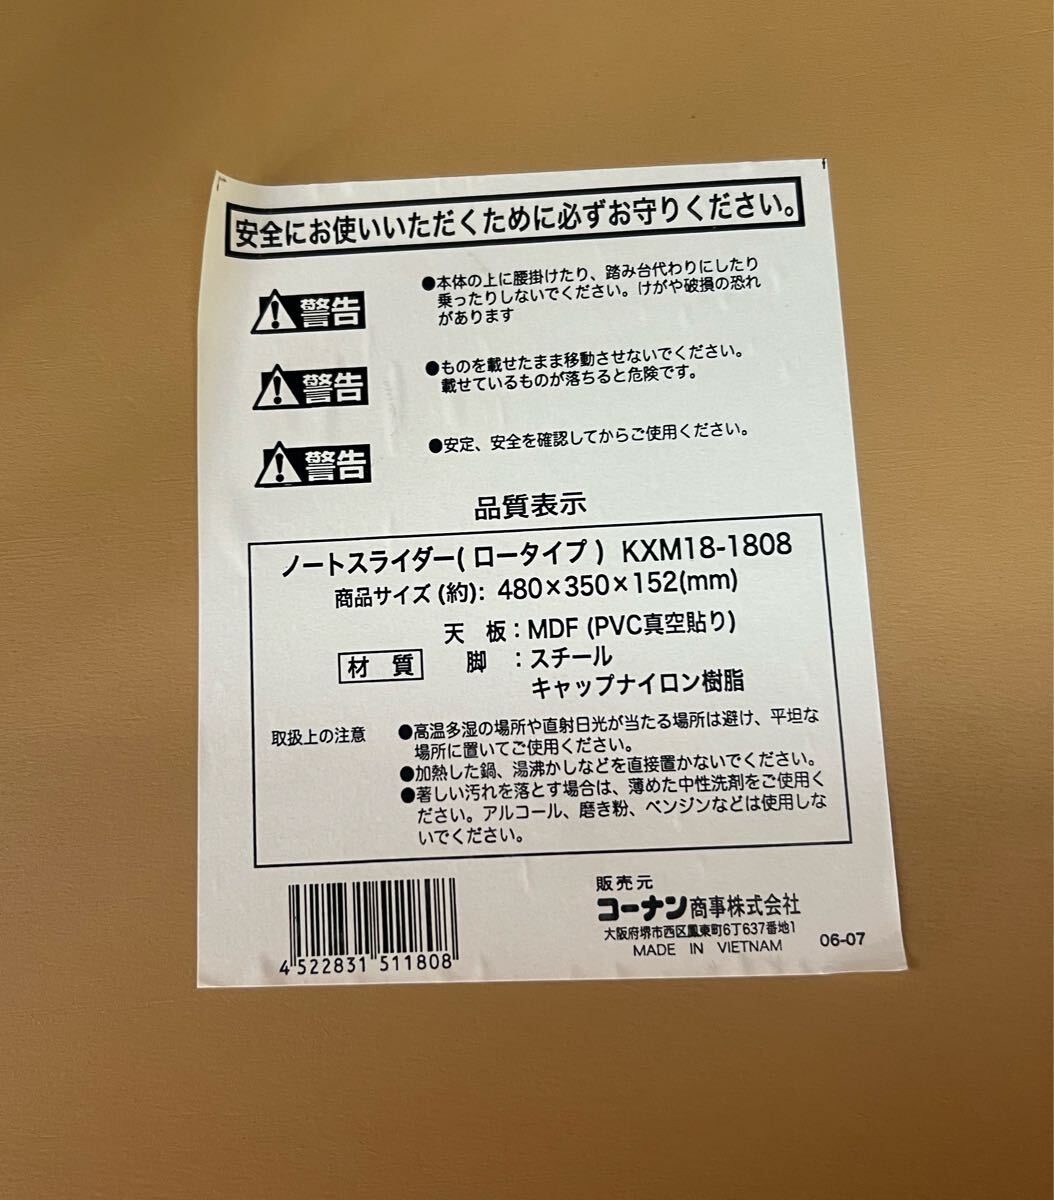 安全にお使いいただくために必ずお守りください。
警告
●本体の上に腰掛けたり、踏み台代わりにしたり
乗ったりしないでください。けがや破損の恐れ
があります
警告
●ものを載せたまま移動させないでください。
載せているものが落ちると危険です。
警告
●安定、安全を確認してからご使用ください。
品質表示
ノートスライダー(ロータイプ) KXM18-1808
商品サイズ(約): 480×350×152(mm)
天 板:MDF (PVC真空貼り)
材 質 脚 :スチール
キャップナイロン樹脂
取扱上の注意 ●高温多湿の場所や直射日光が当たる場所は避け、平坦な
場所に置いてご使用ください。
●加熱した鍋、湯沸かしなどを直接置かないでください。
●著しい汚れを落とす場合は、薄めた中性洗剤をご使用く
ださい。アルコール、磨き粉、ベンジンなどは使用しな
いでください。
4 522831 511808
販売元
コーナン商事株式会社
大阪府堺市西区鳳東町6丁637番地1
MADE IN VIETNAM 06-07